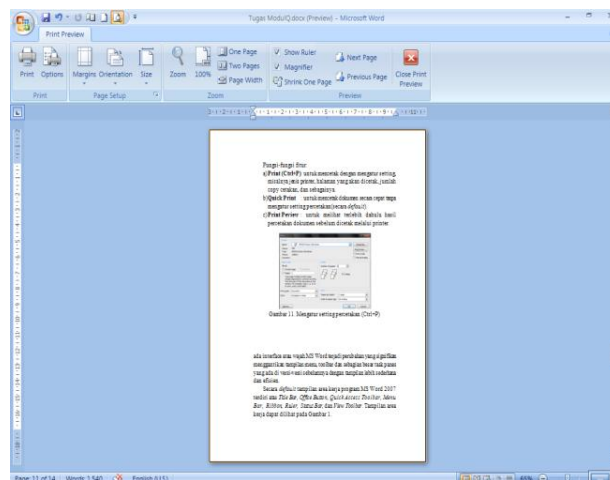 Tugas ModulQ.docx (Preview) - Microsoft Word
Print Preview
Print Options Margins Orientation Size Zoom 100% One Page Two Pages Page Width Show Ruler Magnifier Shrink One Page Next Page Previous Page Close Print Preview
Print Page Setup Zoom Preview
Fungsi-fungsi fitur
a) Print (Ctrl+P) untuk mencetak dengan mengatur setting,
misalnya jenis printer, halaman yang akan dicetak, jumlah
copy cetakan, dan sebagainya.
b) Quick Print untuk mencetak dokumen secara cepat tanpa
mengatur setting percetakan (secara default).
c) Print Preview untuk melihat terlebih dahulu hasil
percetakan dokumen sebelum dicetak melalui printer.
Gambar 11. Mengatur setting percetakan (Ctrl+P)
ada interface atau wajah MS Word terjadi perubahan yang signifikan
menggantikan tampilan menu, toolbar dan sebagian besar task panes
yang ada di versi-versi sebelumnya dengan tampilan lebih sederhana
dan efisien.
Secara default tampilan area kerja program MS Word 2007
terdiri atas Title Bar, Office Button, Quick Access Toolbar, Menu
Bar, Ribbon, Ruler, Status Bar, dan View Toolbar. Tampilan area
kerja dapat dilihat pada Gambar 1.
Page: 11 of 14 Words: 1.540 English (U.S.) 45%